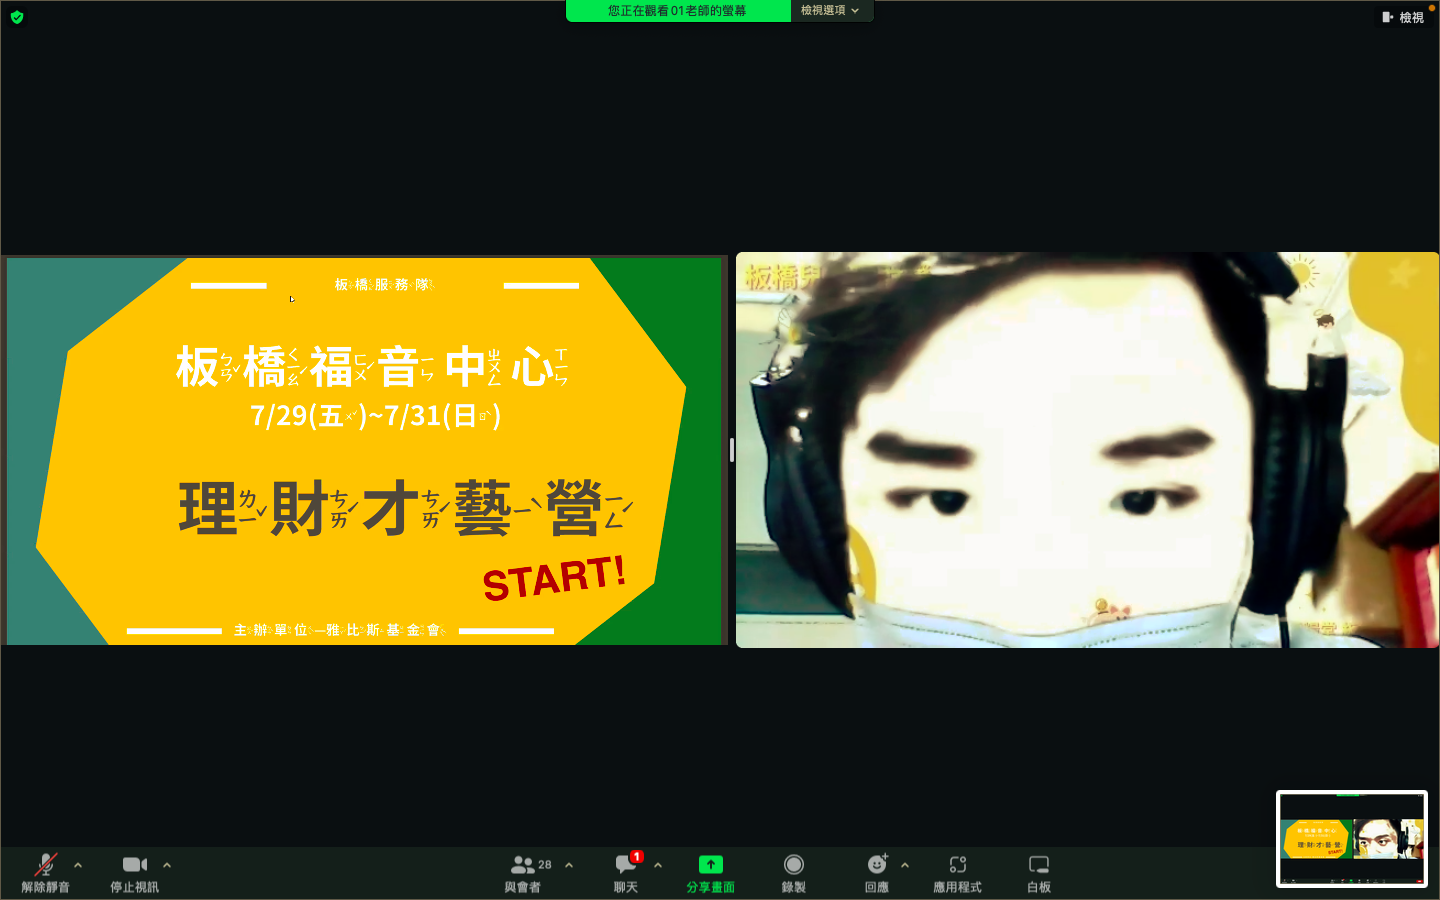 您正在觀看01老師的螢幕
檢視選項
檢視
板橋服務隊
板ㄅㄢˇ橋ㄑㄧㄠˊ福ㄈㄨˊ音ㄧㄣ中ㄓㄨㄥ心ㄒㄧㄣ
7/29(五ㄨˇ)~7/31(日ㄖˋ)
理ㄌㄧˇ財ㄘㄞˊ才ㄘㄞˊ藝ㄧˋ營ㄧㄥˊ
START!
主辦單位—雅比斯基金會
板橋兒
解除靜音
停止視訊
28
與會者
1
聊天
分享畫面
錄製
回應
應用程式
白板